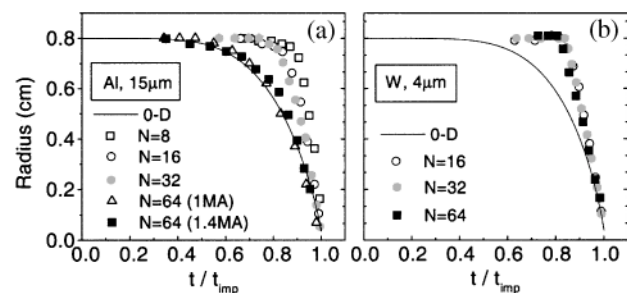 (a)
(b)
Radius (cm)
0.8
0.6
0.4
0.2
0.0
Al, 15μm
0-D
N=8
N=16
N=32
N=64 (1MA)
N=64 (1.4MA)
W, 4μm
0-D
N=16
N=32
N=64
0.0 0.2 0.4 0.6 0.8 1.0
0.0 0.2 0.4 0.6 0.8 1.0
t / t_imp
t / t_imp